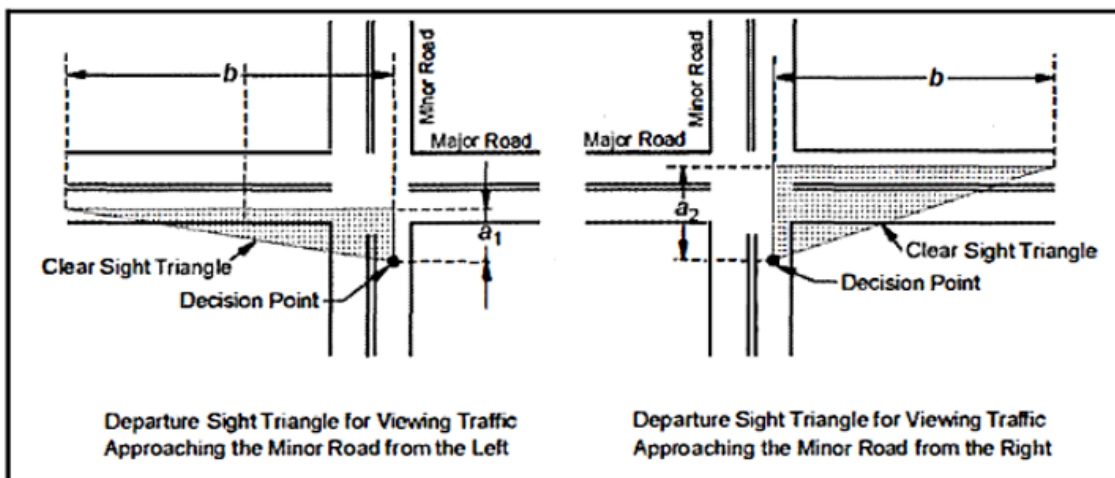 b
Minor Road
Major Road
a1
Clear Sight Triangle
Decision Point
Departure Sight Triangle for Viewing Traffic
Approaching the Minor Road from the Left
b
Minor Road
Major Road
a2
Clear Sight Triangle
Decision Point
Departure Sight Triangle for Viewing Traffic
Approaching the Minor Road from the Right